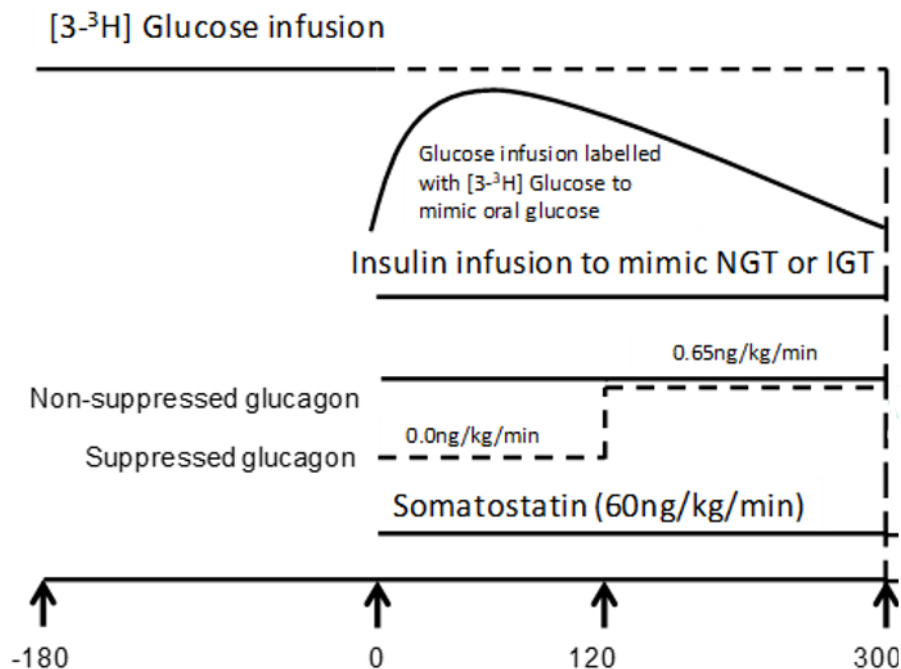 [3-³H] Glucose infusion
Glucose infusion labelled
with [3-³H] Glucose to
mimic oral glucose
Insulin infusion to mimic NGT or IGT
0.65ng/kg/min
Non-suppressed glucagon
0.0ng/kg/min
Suppressed glucagon
Somatostatin (60ng/kg/min)
-180 0 120 300